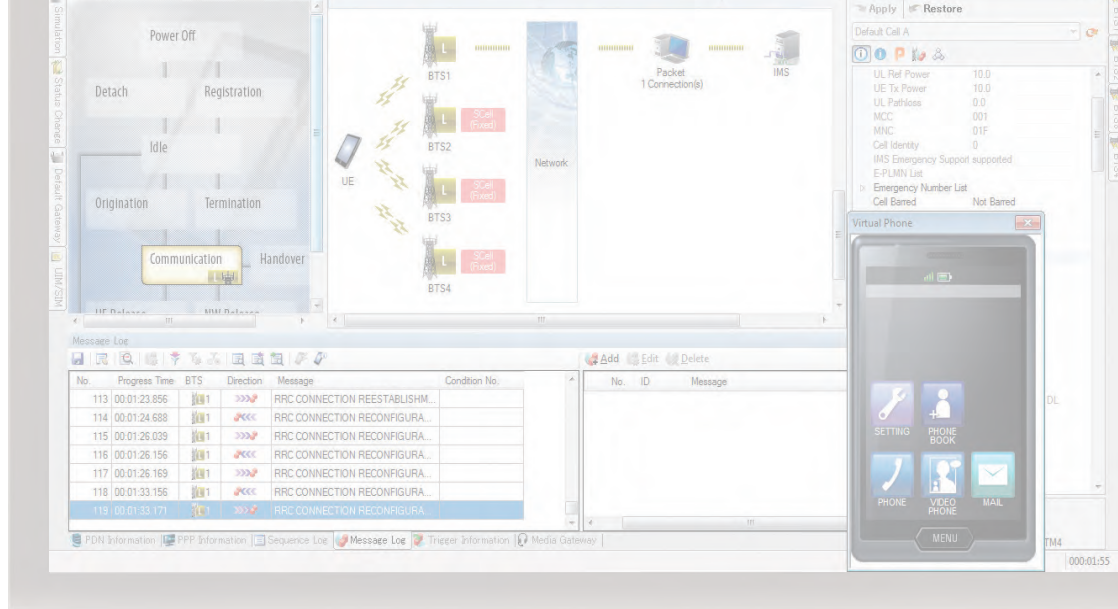 Simulation
Status Change
Default Gateway
UIM/SIM
Power Off
Detach
Registration
Idle
Origination
Termination
Communication
L
Handover
UE Release
NW Release
UE
L
BTS1
L
SCell
(Fixed)
BTS2
L
SCell
(Fixed)
BTS3
L
SCell
(Fixed)
BTS4
Network
Packet
1 Connection(s)
IMS
Apply
Restore
Default Cell A
UL Ref Power 10.0
UE Tx Power 10.0
UL Pathloss 0.0
MCC 001
MNC 01F
Cell Identity 0
IMS Emergency Support supported
E-PLMN List
Emergency Number List
Cell Barred Not Barred
Virtual Phone
SETTING
PHONE
BOOK
PHONE
VIDEO
PHONE
MAIL
MENU
DL
TM4
Message Log
No. Progress Time BTS Direction Message Condition No.
113 00:01:23.856 1 >>> RRC CONNECTION REESTABLISHM...
114 00:01:24.688 1 <<< RRC CONNECTION RECONFIGURA...
115 00:01:26.039 1 >>> RRC CONNECTION RECONFIGURA...
116 00:01:26.156 1 <<< RRC CONNECTION RECONFIGURA...
117 00:01:26.169 1 >>> RRC CONNECTION RECONFIGURA...
118 00:01:33.156 1 <<< RRC CONNECTION RECONFIGURA...
119 00:01:33.171 1 >>> RRC CONNECTION RECONFIGURA...
Add Edit Delete
No. ID Message
PDN Information PPP Information Sequence Log Message Log Trigger Information Media Gateway
000:01:55